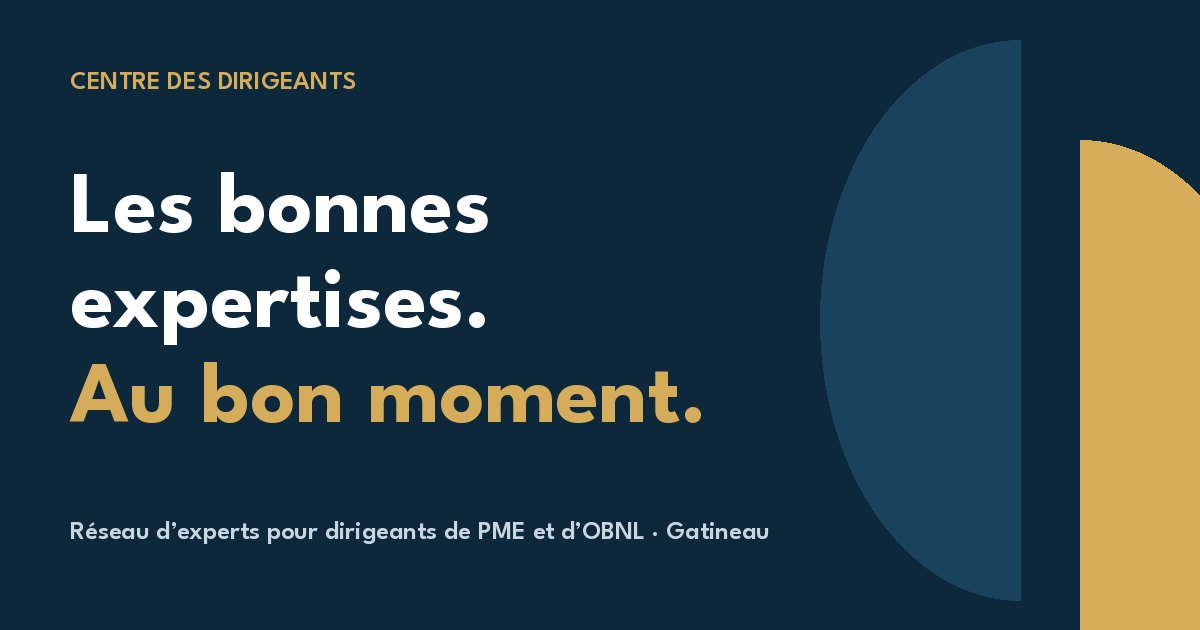 CENTRE DES DIRIGEANTS
Les bonnes
expertises.
Au bon moment.
Réseau d’experts pour dirigeants de PME et d’OBNL · Gatineau